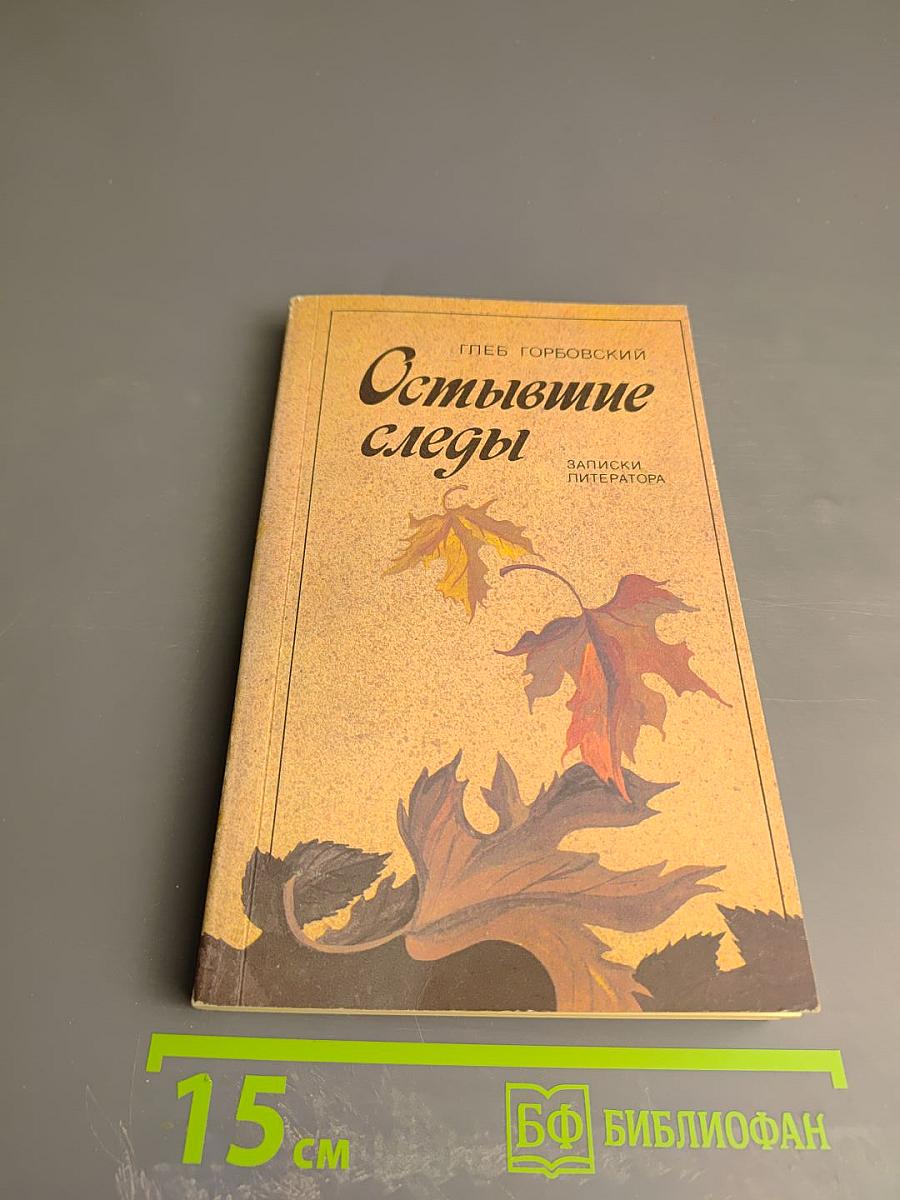 ГЛЕБ ГОРБОВСКИЙ
Остывшие
следы
ЗАПИСКИ
ЛИТЕРАТОРА
15 см
БФ БИБЛИОФАН